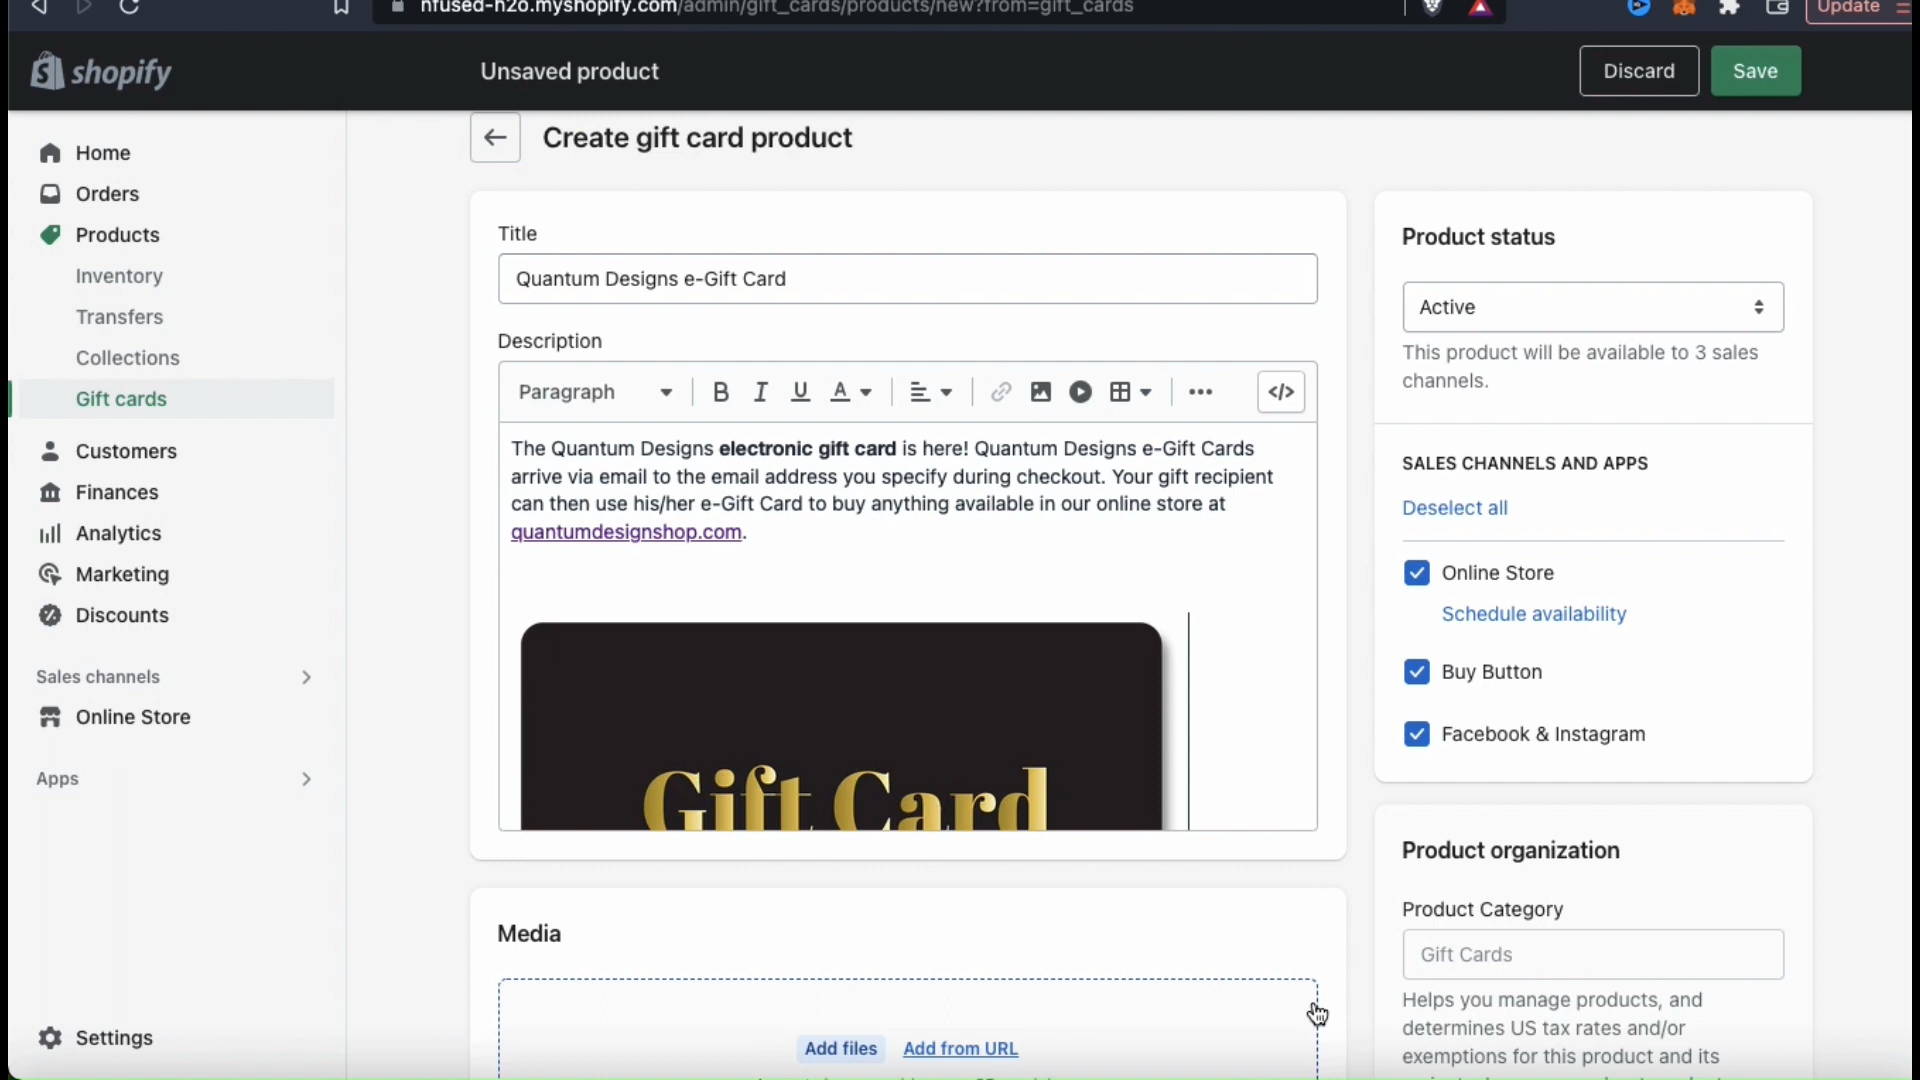 nfused-h2o.myshopify.com/admin/gift_cards/products/new?from=gift_cards
Update
shopify
Unsaved product
Discard
Save
Home
Orders
Products
Inventory
Transfers
Collections
Gift cards
Customers
Finances
Analytics
Marketing
Discounts
Sales channels
Online Store
Apps
Settings
Create gift card product
Title
Quantum Designs e-Gift Card
Description
Paragraph
B I U A
</>
The Quantum Designs electronic gift card is here! Quantum Designs e-Gift Cards
arrive via email to the email address you specify during checkout. Your gift recipient
can then use his/her e-Gift Card to buy anything available in our online store at
quantumdesignshop.com.
Gift Card
Media
Add files Add from URL
Product status
Active
This product will be available to 3 sales
channels.
SALES CHANNELS AND APPS
Deselect all
Online Store
Schedule availability
Buy Button
Facebook & Instagram
Product organization
Product Category
Gift Cards
Helps you manage products, and
determines US tax rates and/or
exemptions for this product and its